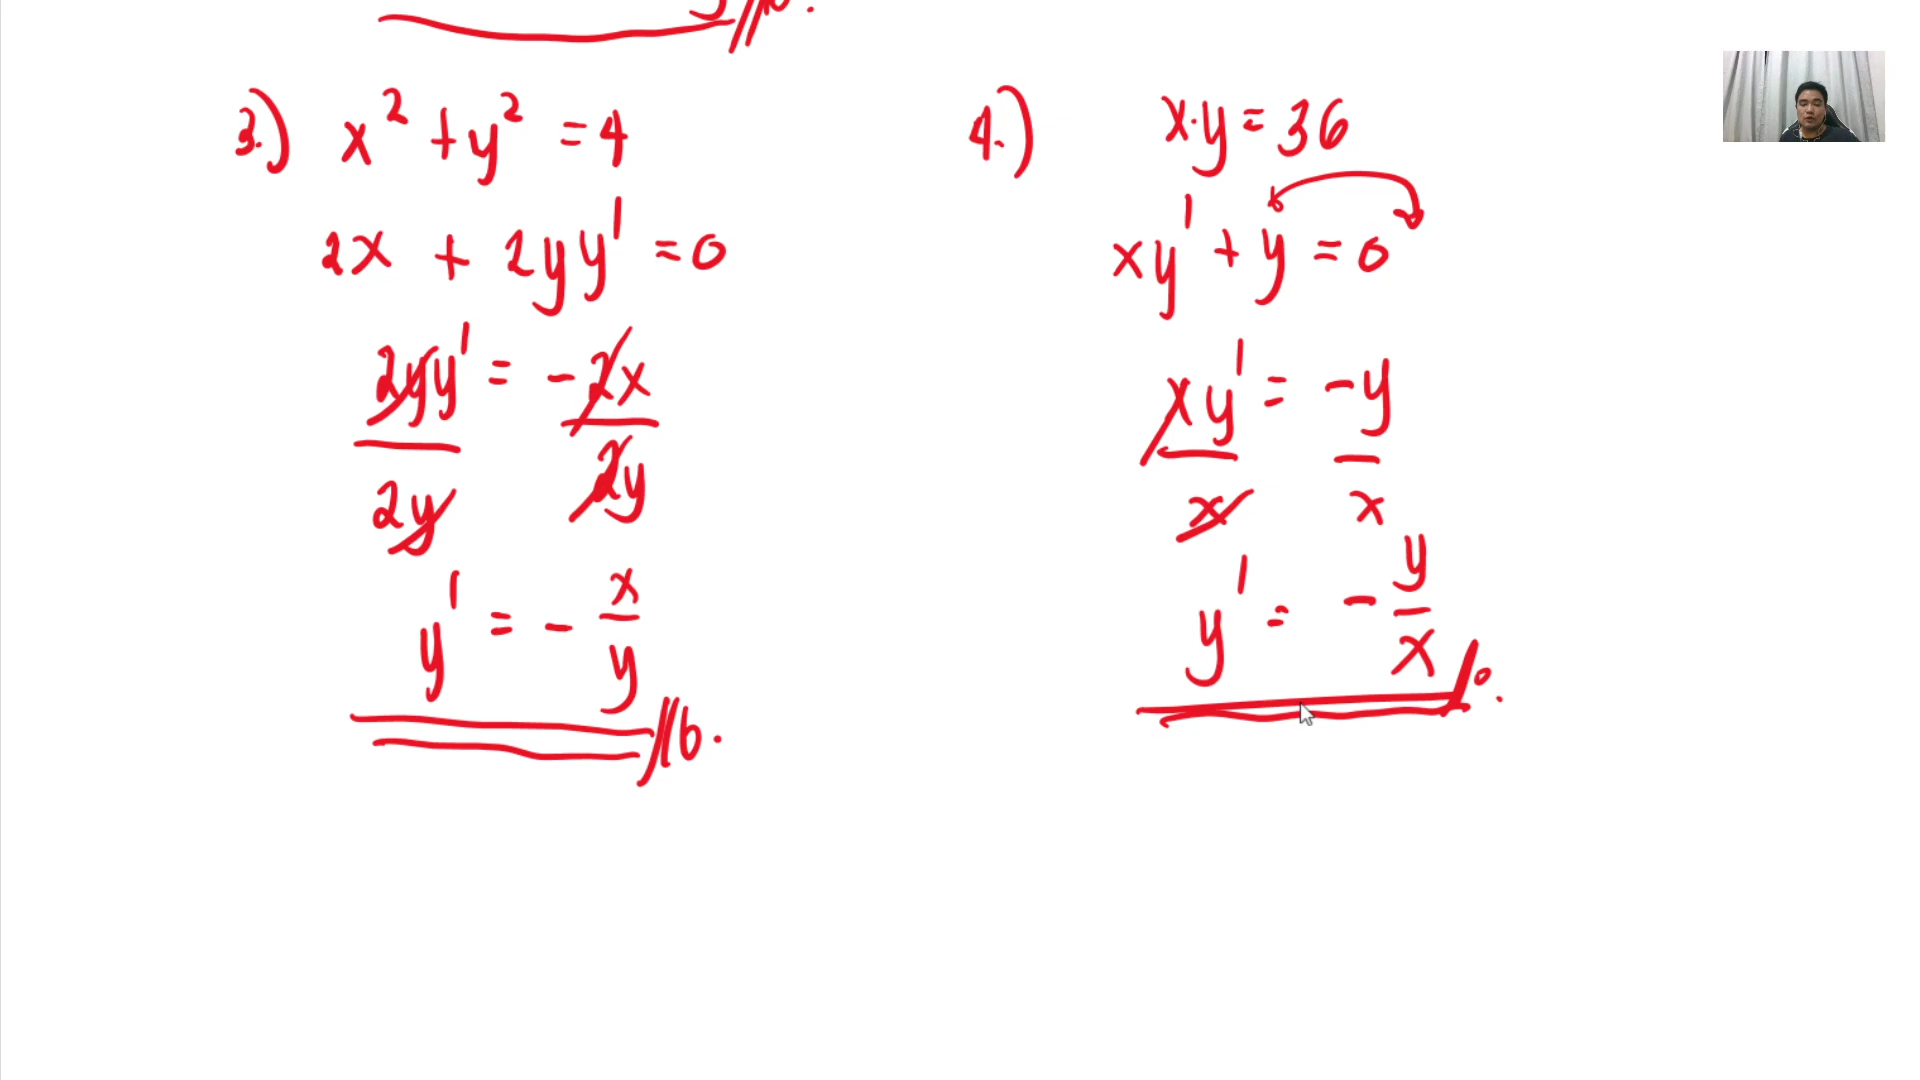 3.) x² + y² = 4
2x + 2yy' = 0
2yy' = -2x
2y 2y
y' = - x/y
4.) x·y = 36
xy' + y = 0
xy' = -y
x x
y' = - y/x